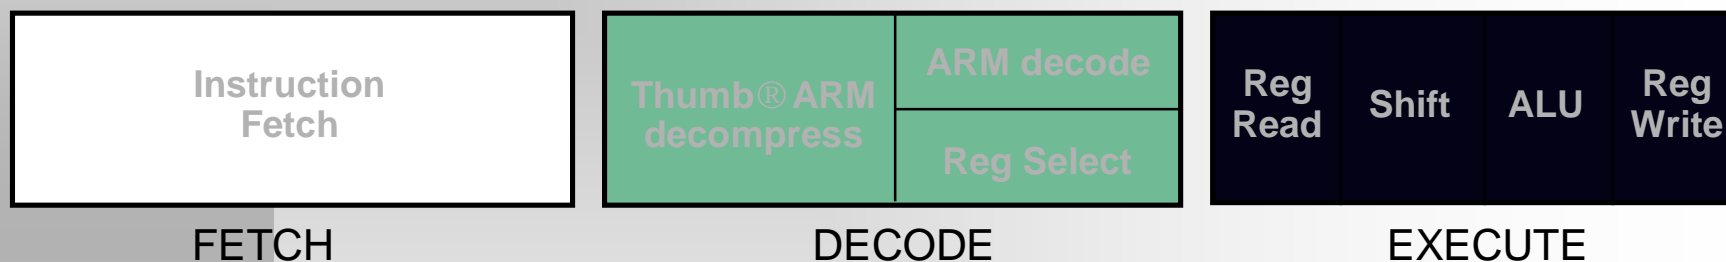 Instruction
Fetch
Thumb® ARM
decompress
ARM decode
Reg Select
Reg
Read
Shift
ALU
Reg
Write
FETCH
DECODE
EXECUTE